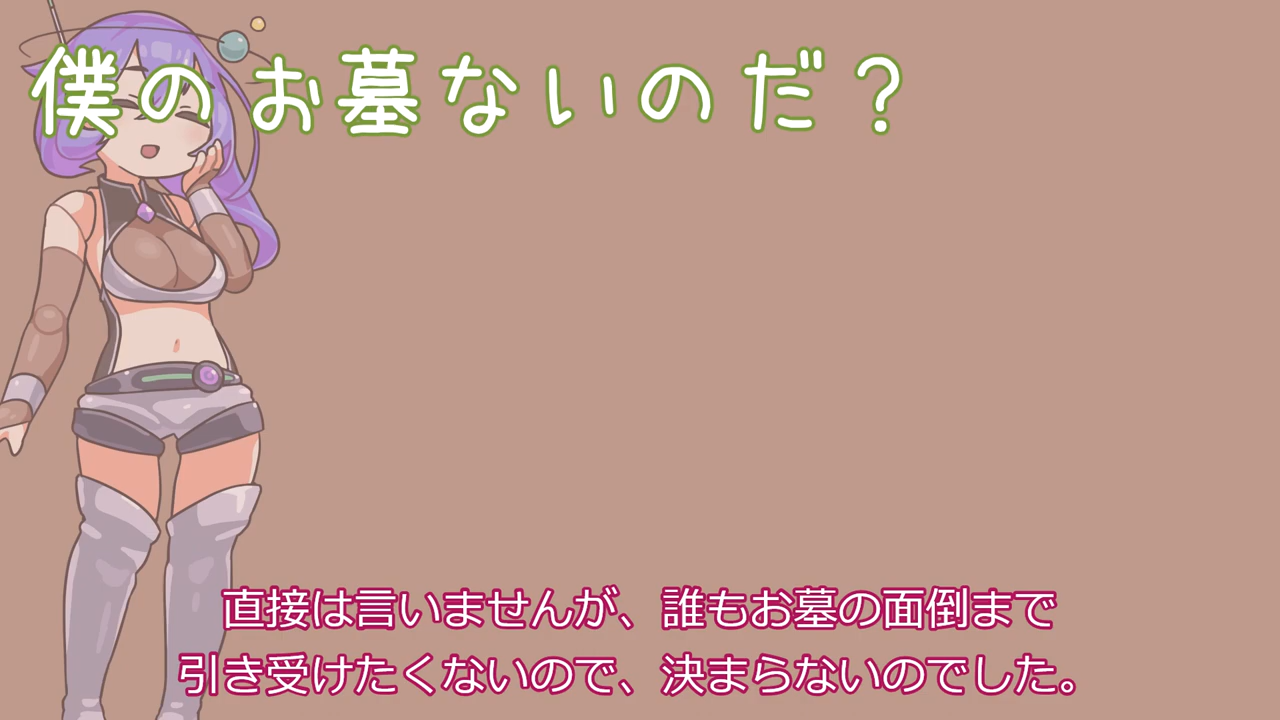 僕のお墓ないのだ？
直接は言いませんが、誰もお墓の面倒まで
引き受けたくないので、決まらないのでした。